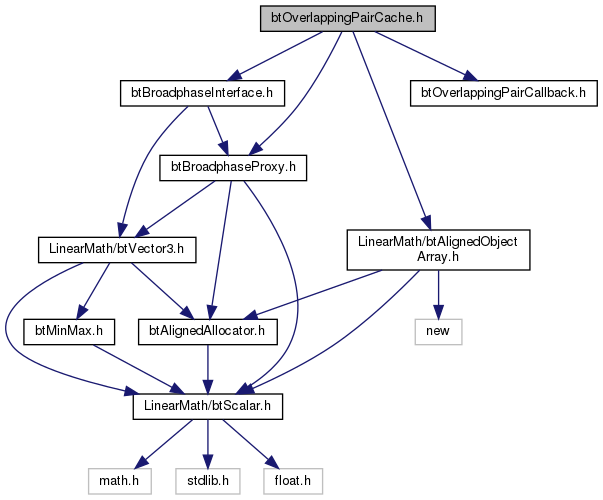 btOverlappingPairCache.h
btBroadphaseInterface.h
btOverlappingPairCallback.h
btBroadphaseProxy.h
LinearMath/btVector3.h
LinearMath/btAlignedObject
Array.h
btMinMax.h
btAlignedAllocator.h
new
LinearMath/btScalar.h
math.h
stdlib.h
float.h